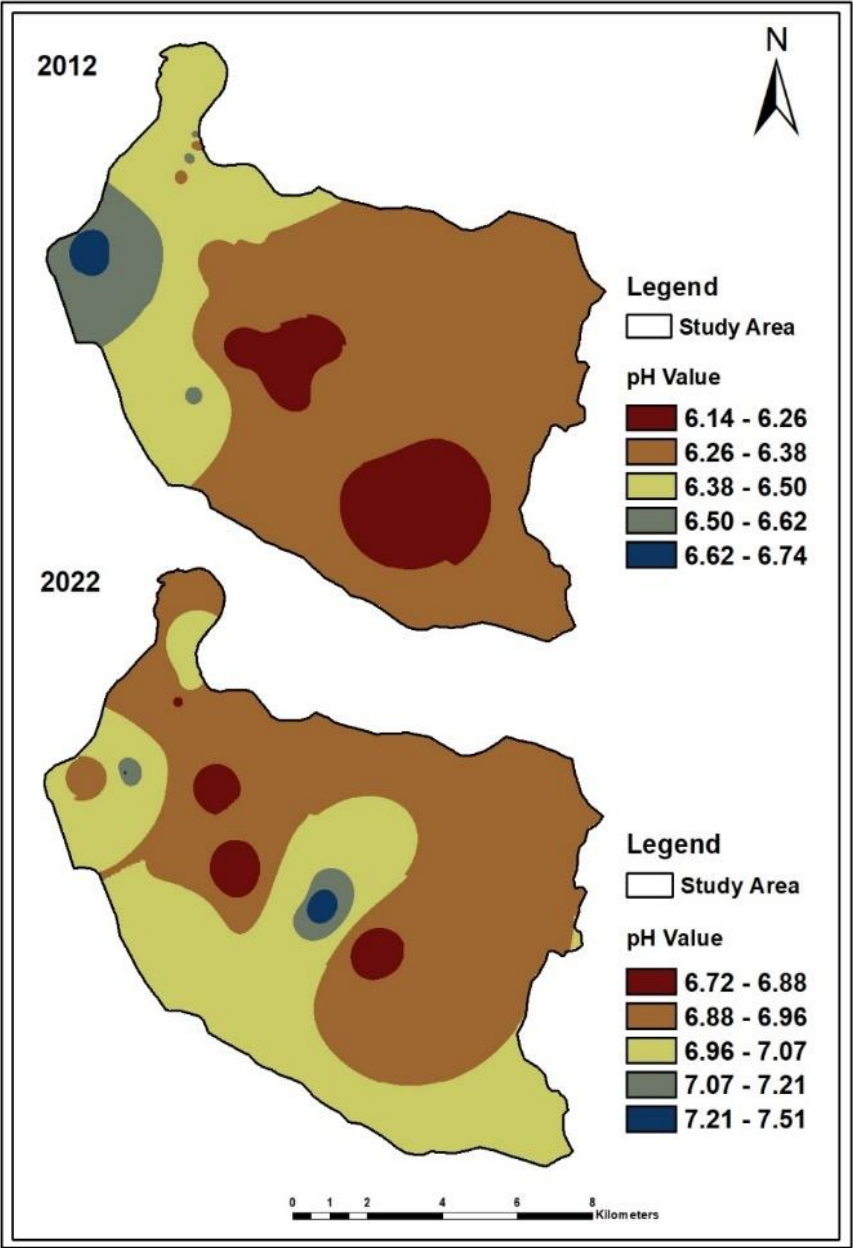 2012
N
Legend
Study Area
pH Value
6.14 - 6.26
6.26 - 6.38
6.38 - 6.50
6.50 - 6.62
6.62 - 6.74
2022
Legend
Study Area
pH Value
6.72 - 6.88
6.88 - 6.96
6.96 - 7.07
7.07 - 7.21
7.21 - 7.51
0 1 2 4 6 8
Kilometers